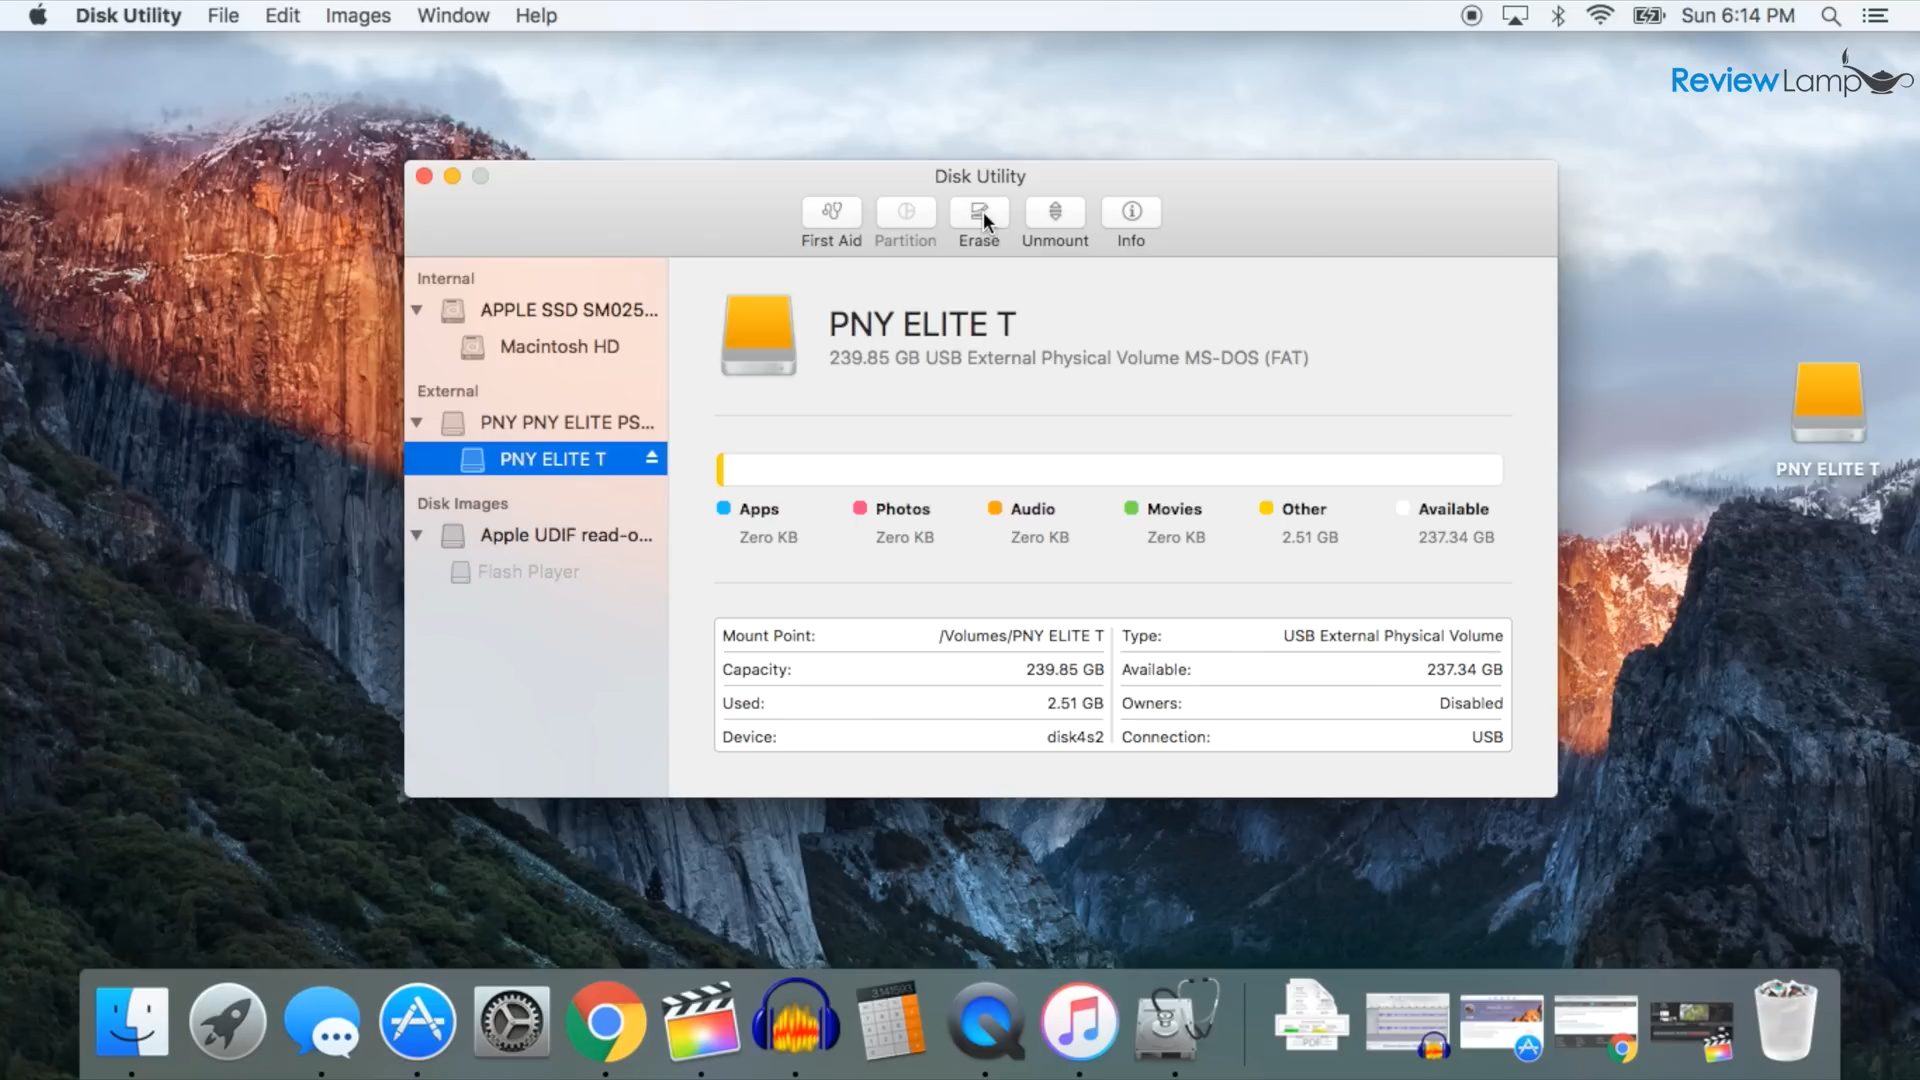 Disk Utility File Edit Images Window Help Sun 6:14 PM
ReviewLamp
Disk Utility
First Aid Partition Erase Unmount Info
Internal
APPLE SSD SM025...
Macintosh HD
External
PNY PNY ELITE PS...
PNY ELITE T
Disk Images
Apple UDIF read-o...
Flash Player
PNY ELITE T
239.85 GB USB External Physical Volume MS-DOS (FAT)
Apps Photos Audio Movies Other Available
Zero KB Zero KB Zero KB Zero KB 2.51 GB 237.34 GB
Mount Point: /Volumes/PNY ELITE T Type: USB External Physical Volume
Capacity: 239.85 GB Available: 237.34 GB
Used: 2.51 GB Owners: Disabled
Device: disk4s2 Connection: USB
PNY ELITE T
3.141593
PDF